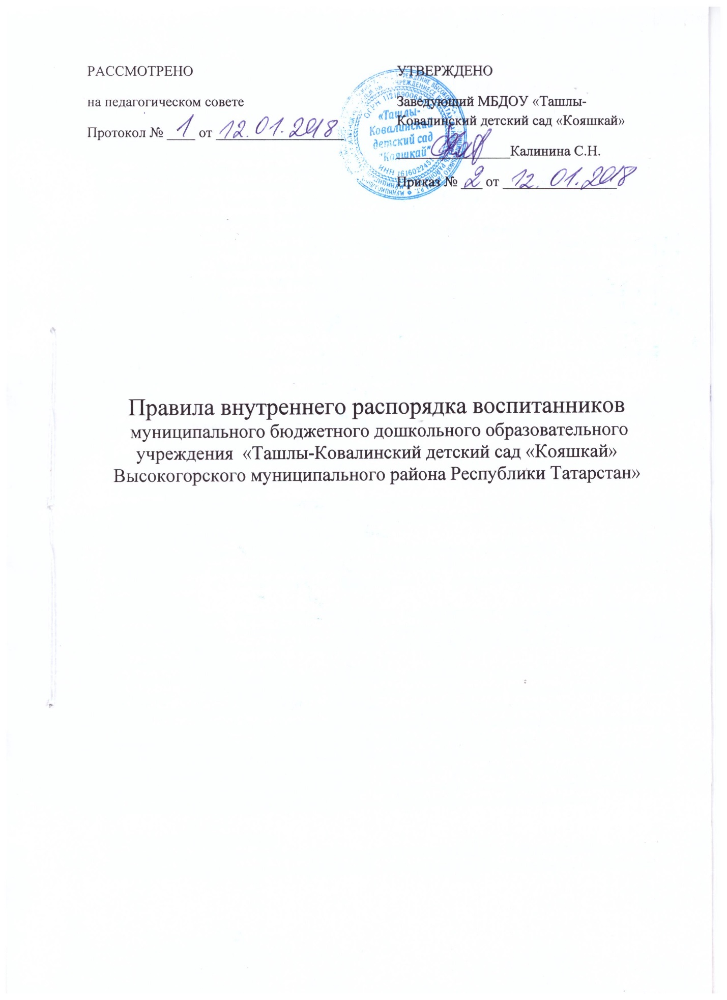 РАССМОТРЕНО
на педагогическом совете
Протокол № 1 от 12.01.2018
УТВЕРЖДЕНО
Заведующий МБДОУ «Ташлы-
Ковалинский детский сад «Кояшкай»
Калинина С.Н.
Приказ № 2 от 12.01.2018
«Ташлы-
Ковалинский
детский сад
"Кояшкай"
ИНН 1616022451
Правила внутреннего распорядка воспитанников
муниципального бюджетного дошкольного образовательного
учреждения «Ташлы-Ковалинский детский сад «Кояшкай»
Высокогорского муниципального района Республики Татарстан»